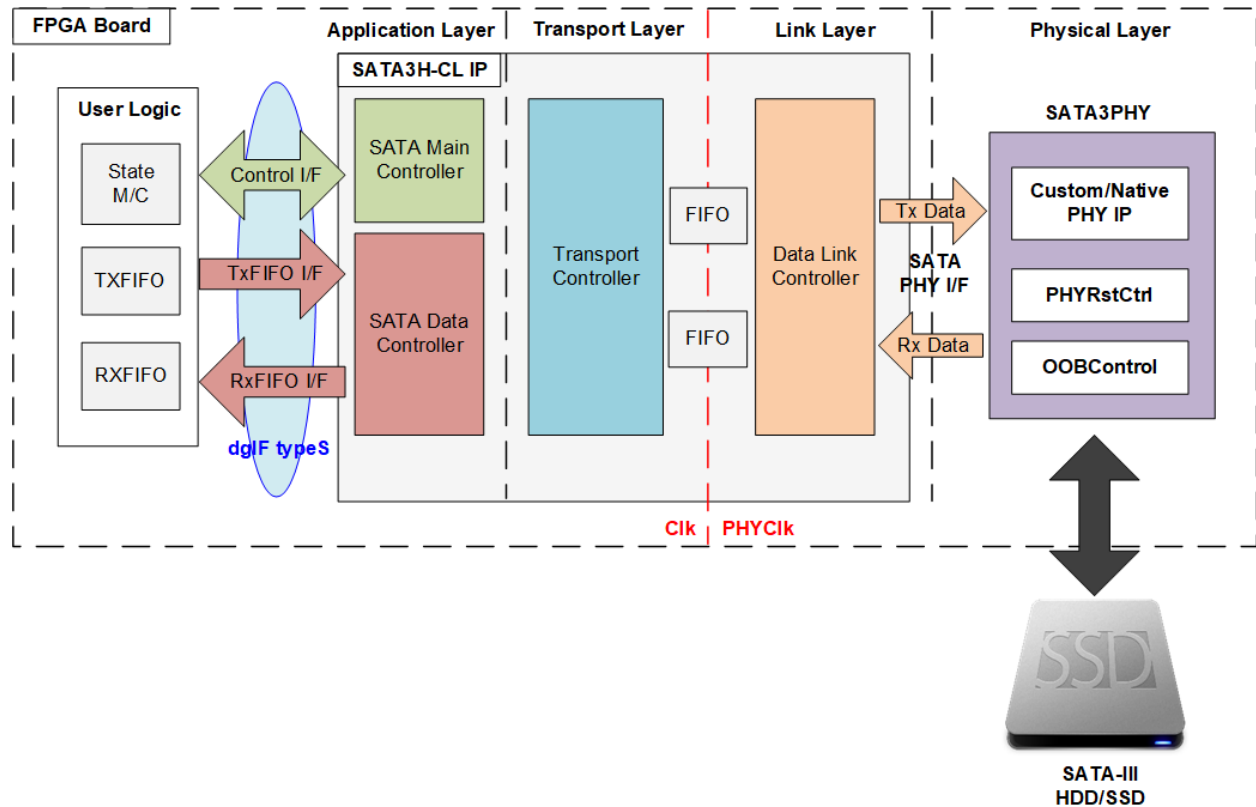 FPGA Board
Application Layer
Transport Layer
Link Layer
Physical Layer
SATA3H-CL IP
User Logic
State
M/C
TXFIFO
RXFIFO
Control I/F
TxFIFO I/F
RxFIFO I/F
dgIF typeS
SATA Main
Controller
SATA Data
Controller
Transport
Controller
FIFO
FIFO
Data Link
Controller
Tx Data
SATA
PHY I/F
Rx Data
SATA3PHY
Custom/Native
PHY IP
PHYRstCtrl
OOBControl
Clk
PHYClk
SSD
SATA-III
HDD/SSD